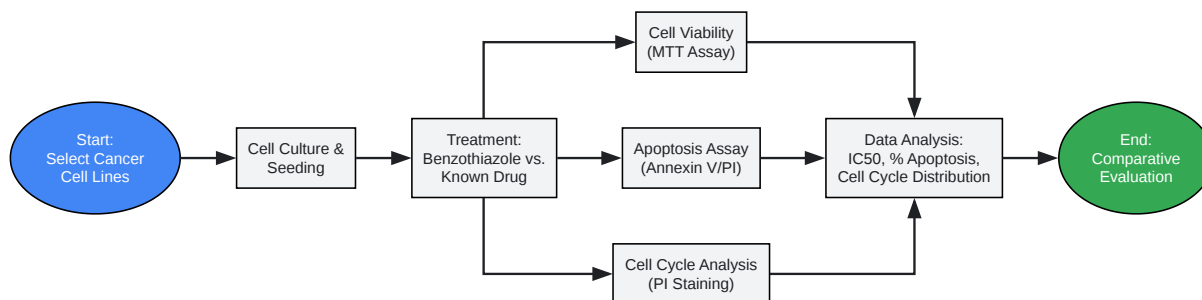 Start:
Select Cancer
Cell Lines
Cell Culture &
Seeding
Treatment:
Benzothiazole vs.
Known Drug
Cell Viability
(MTT Assay)
Apoptosis Assay
(Annexin V/PI)
Cell Cycle Analysis
(PI Staining)
Data Analysis:
IC50, % Apoptosis,
Cell Cycle Distribution
End:
Comparative
Evaluation